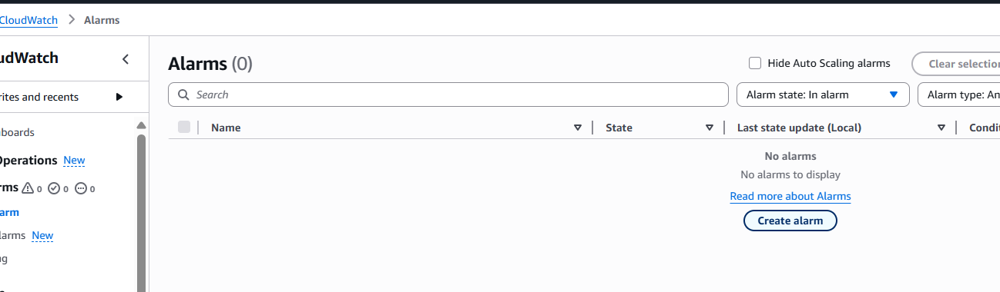 CloudWatch > Alarms
udWatch
rites and recents
boards
Operations New
rms 0 0 0
arm
larms New
ng
Alarms (0)
Hide Auto Scaling alarms
Clear selection
Search
Alarm state: In alarm
Alarm type: An
Name
State
Last state update (Local)
Condit
No alarms
No alarms to display
Read more about Alarms
Create alarm